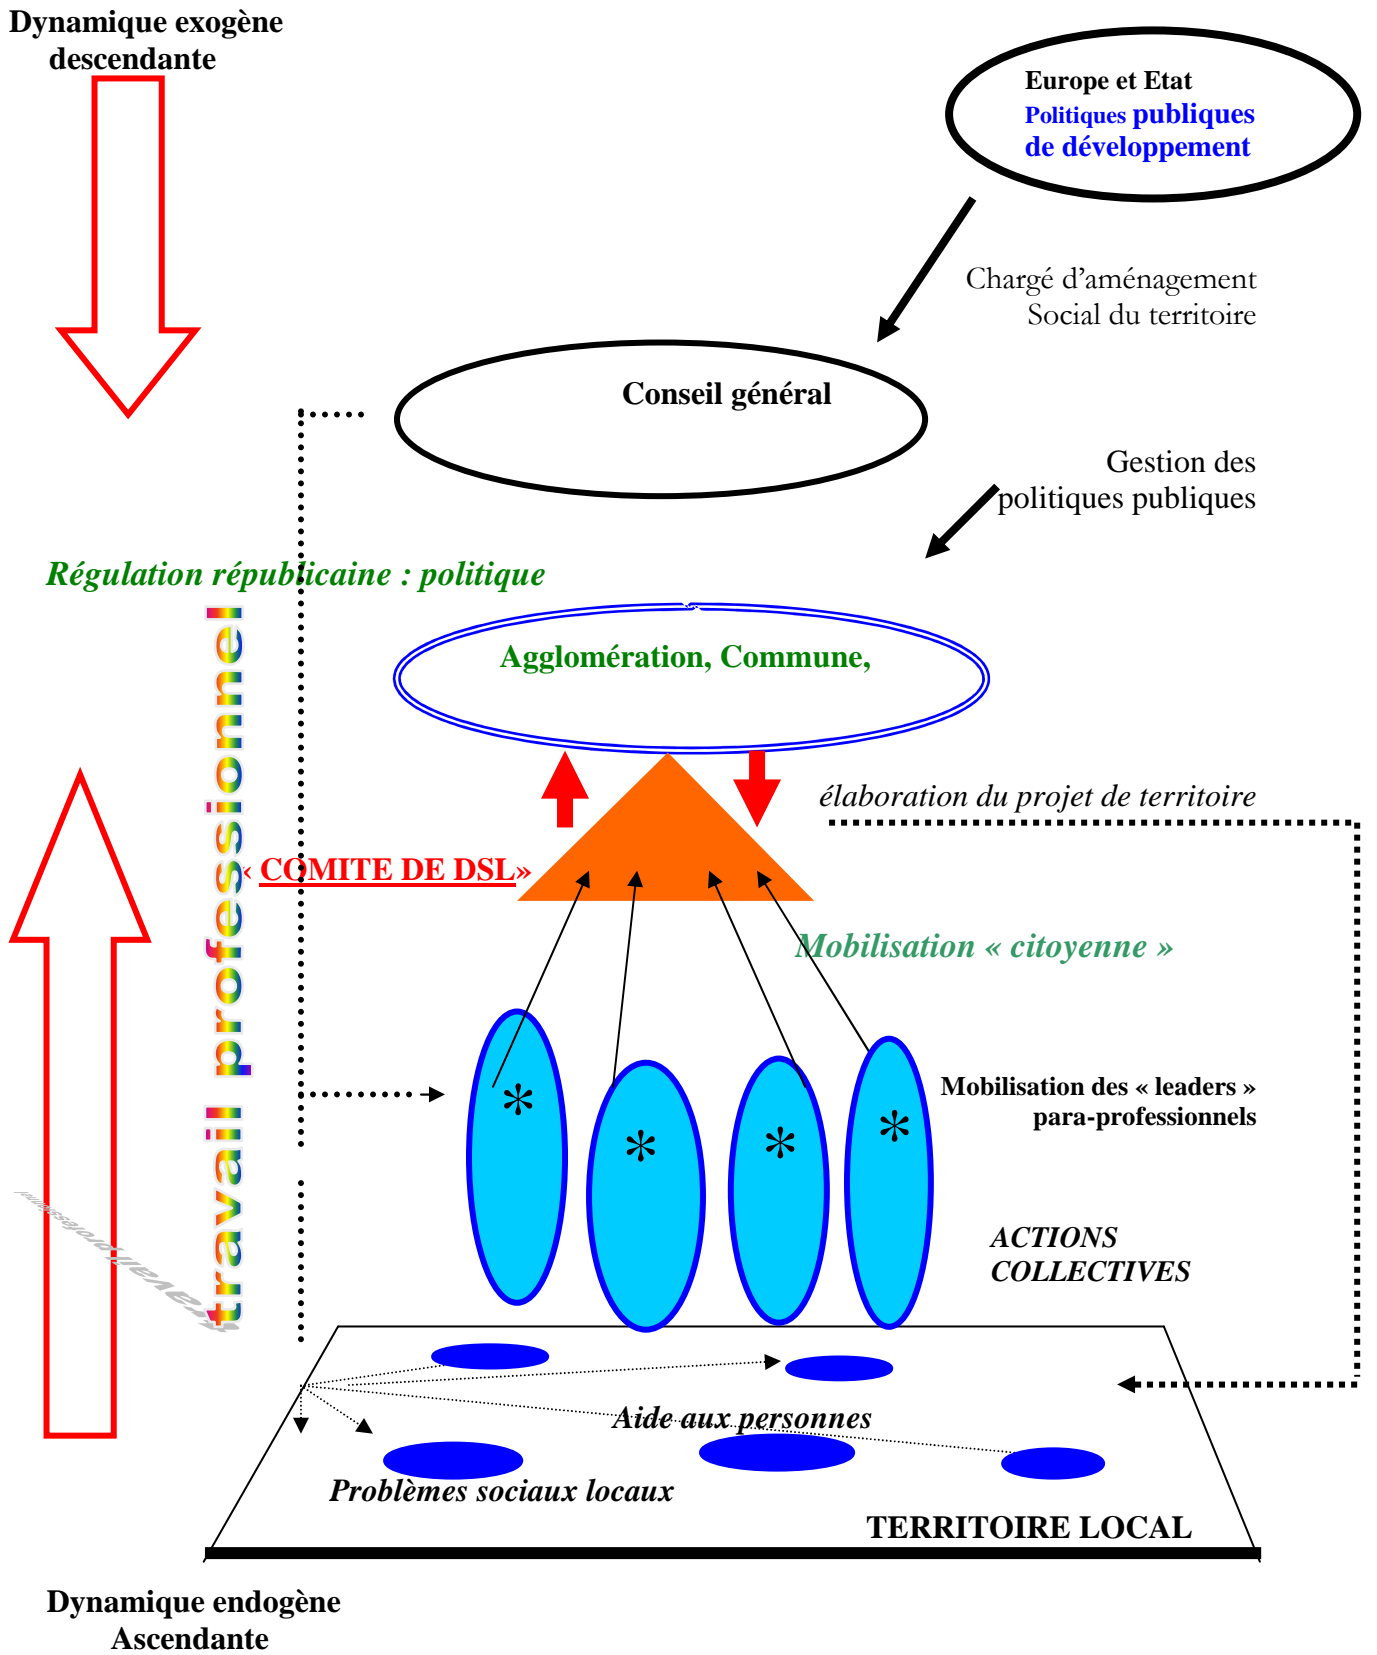 Dynamique exogène
descendante
Europe et Etat
Politiques publiques
de développement
Chargé d’aménagement
Social du territoire
Conseil général
Gestion des
politiques publiques
Régulation républicaine : politique
Agglomération, Commune,
élaboration du projet de territoire
« COMITE DE DSL»
Mobilisation « citoyenne »
travail professionnel
*
*
*
*
Mobilisation des « leaders »
para-professionnels
ACTIONS
COLLECTIVES
travail professionnel
Aide aux personnes
Problèmes sociaux locaux
TERRITOIRE LOCAL
Dynamique endogène
Ascendante